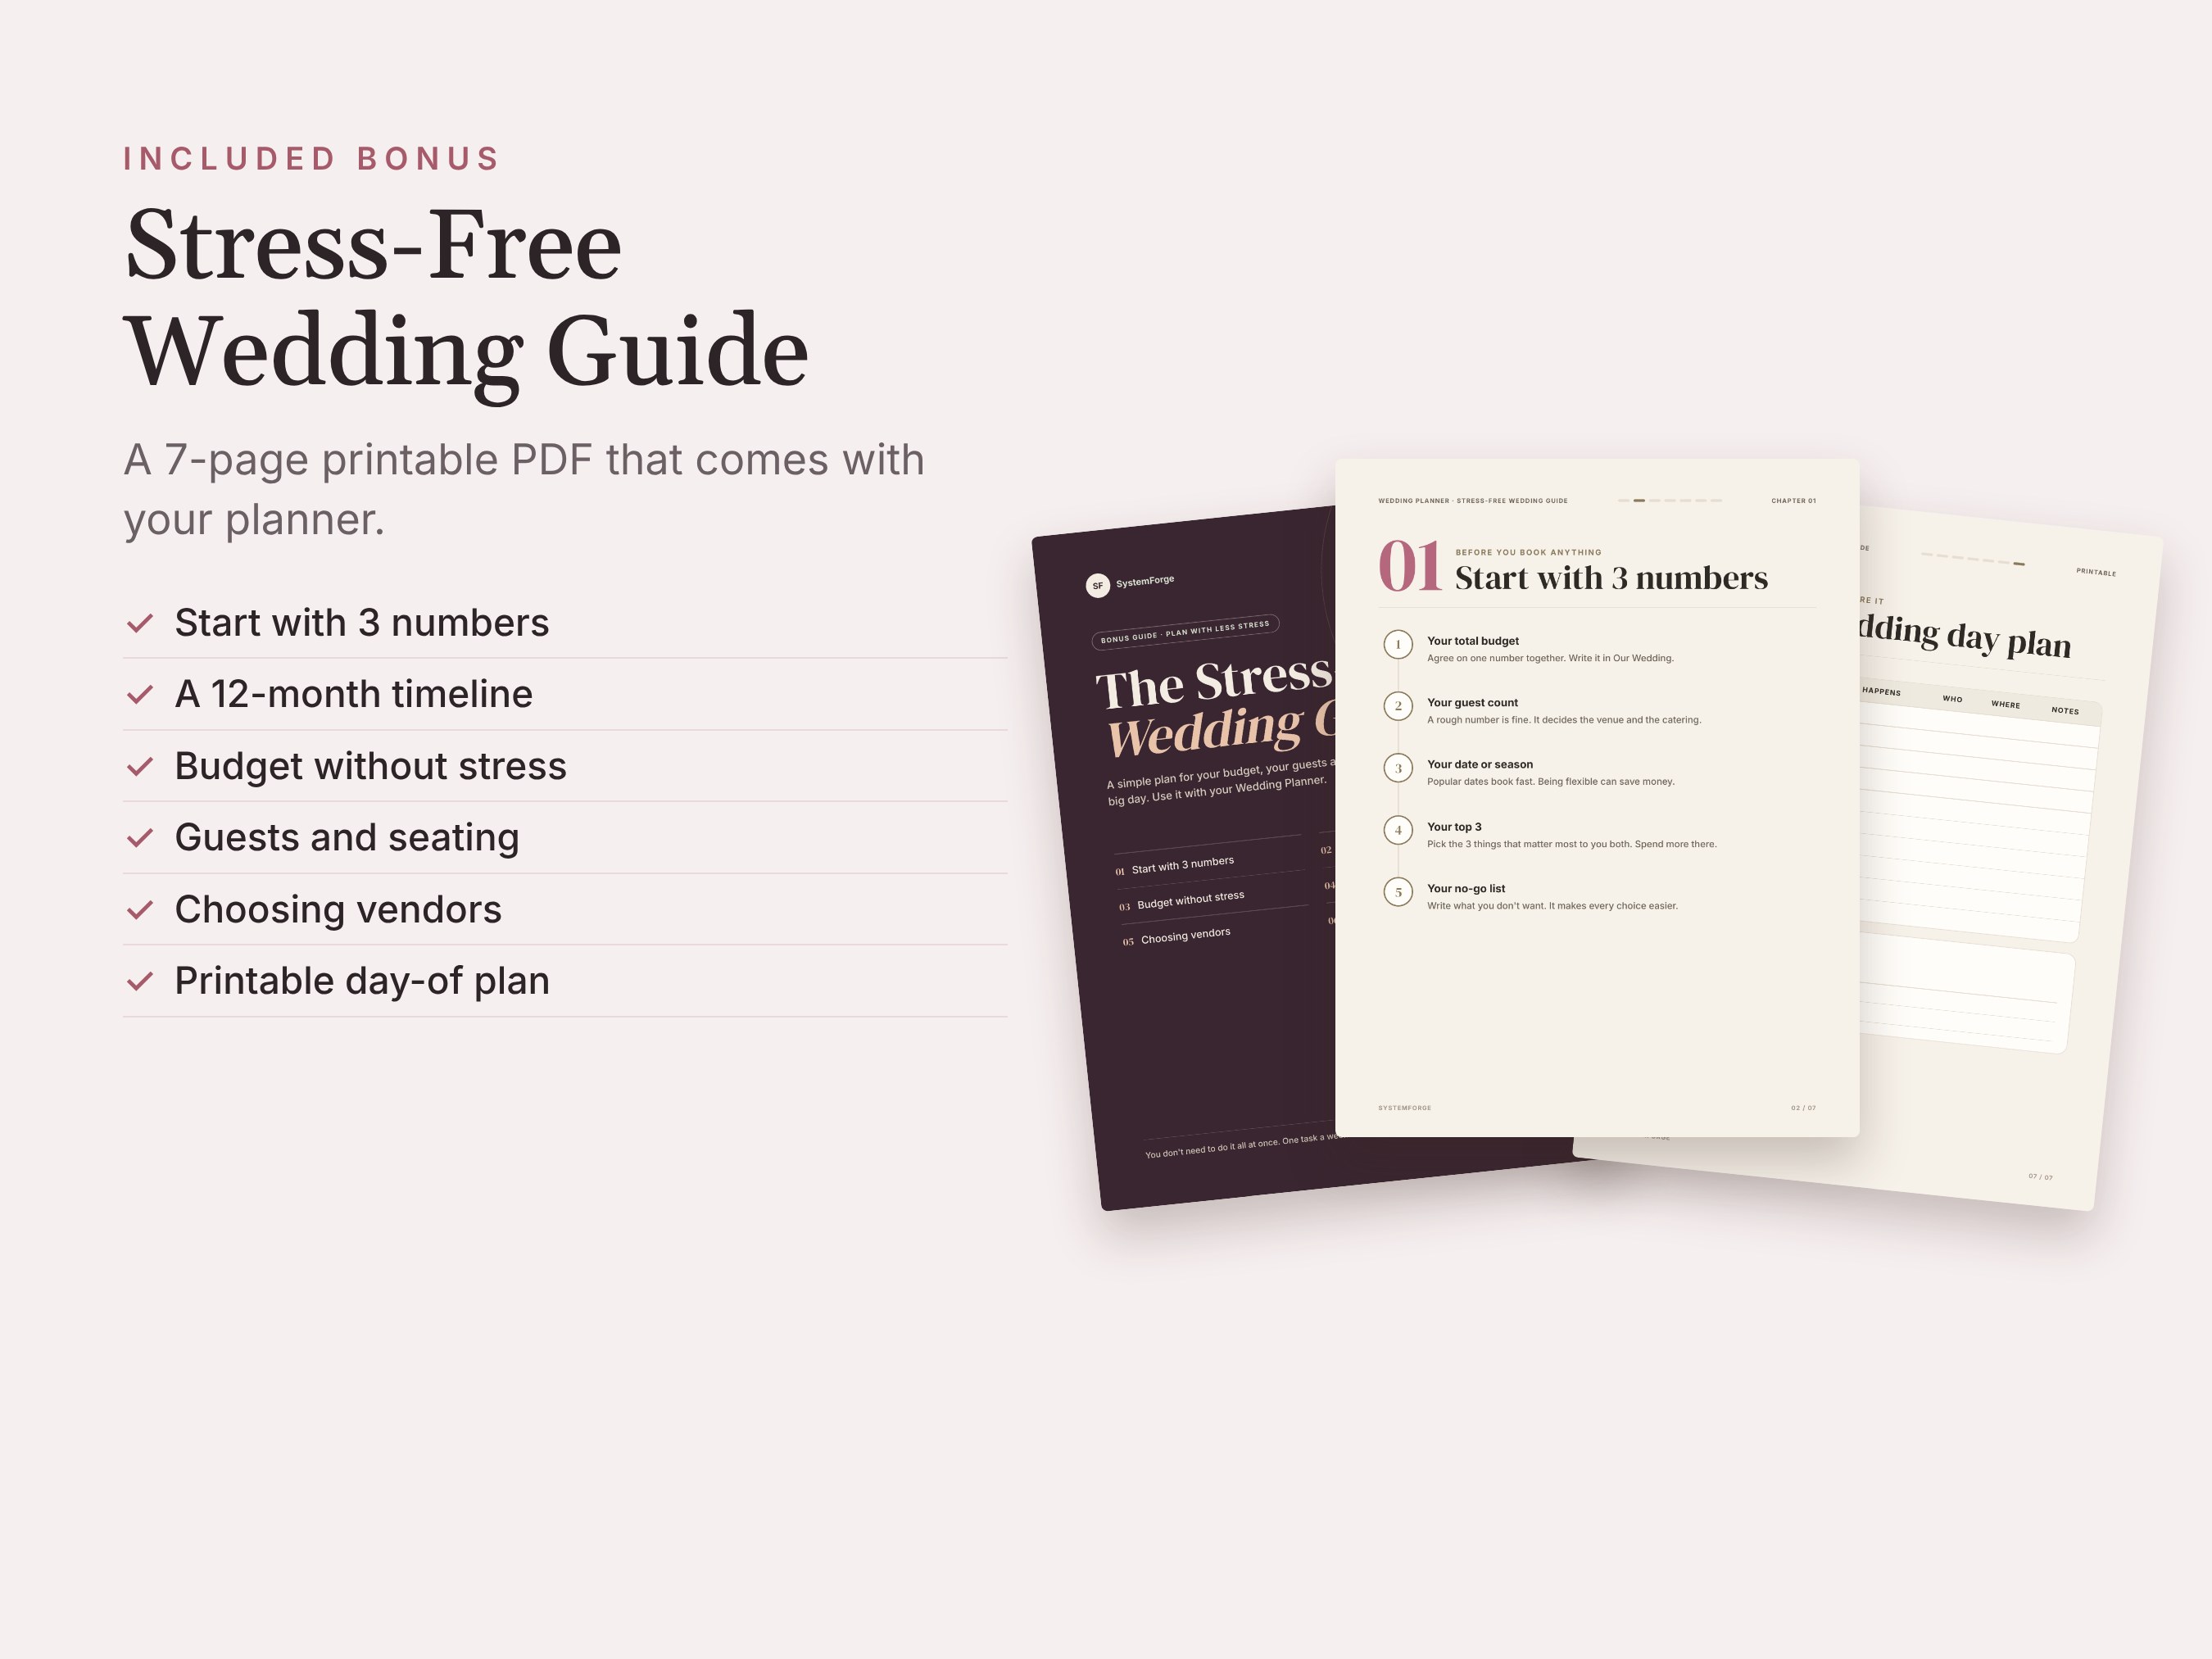 INCLUDED BONUS
Stress-Free
Wedding Guide
A 7-page printable PDF that comes with
your planner.
Start with 3 numbers
A 12-month timeline
Budget without stress
Guests and seating
Choosing vendors
Printable day-of plan
SF SystemForge
BONUS GUIDE · PLAN WITH LESS STRESS
The Stress-
Wedding
A simple plan for your budget, your guests
big day. Use it with your Wedding Planner.
01 Start with 3 numbers
02
03 Budget without stress
04
05 Choosing vendors
You don't need to do it all at once. One task a
WEDDING PLANNER · STRESS-FREE WEDDING GUIDE
CHAPTER 01
01
BEFORE YOU BOOK ANYTHING
Start with 3 numbers
1 Your total budget
Agree on one number together. Write it in Our Wedding.
2 Your guest count
A rough number is fine. It decides the venue and the catering.
3 Your date or season
Popular dates book fast. Being flexible can save money.
4 Your top 3
Pick the 3 things that matter most to you both. Spend more there.
5 Your no-go list
Write what you don't want. It makes every choice easier.
SYSTEMFORGE
02 / 07
PRINTABLE
IT
day plan
HAPPENS WHO WHERE NOTES
07 / 07